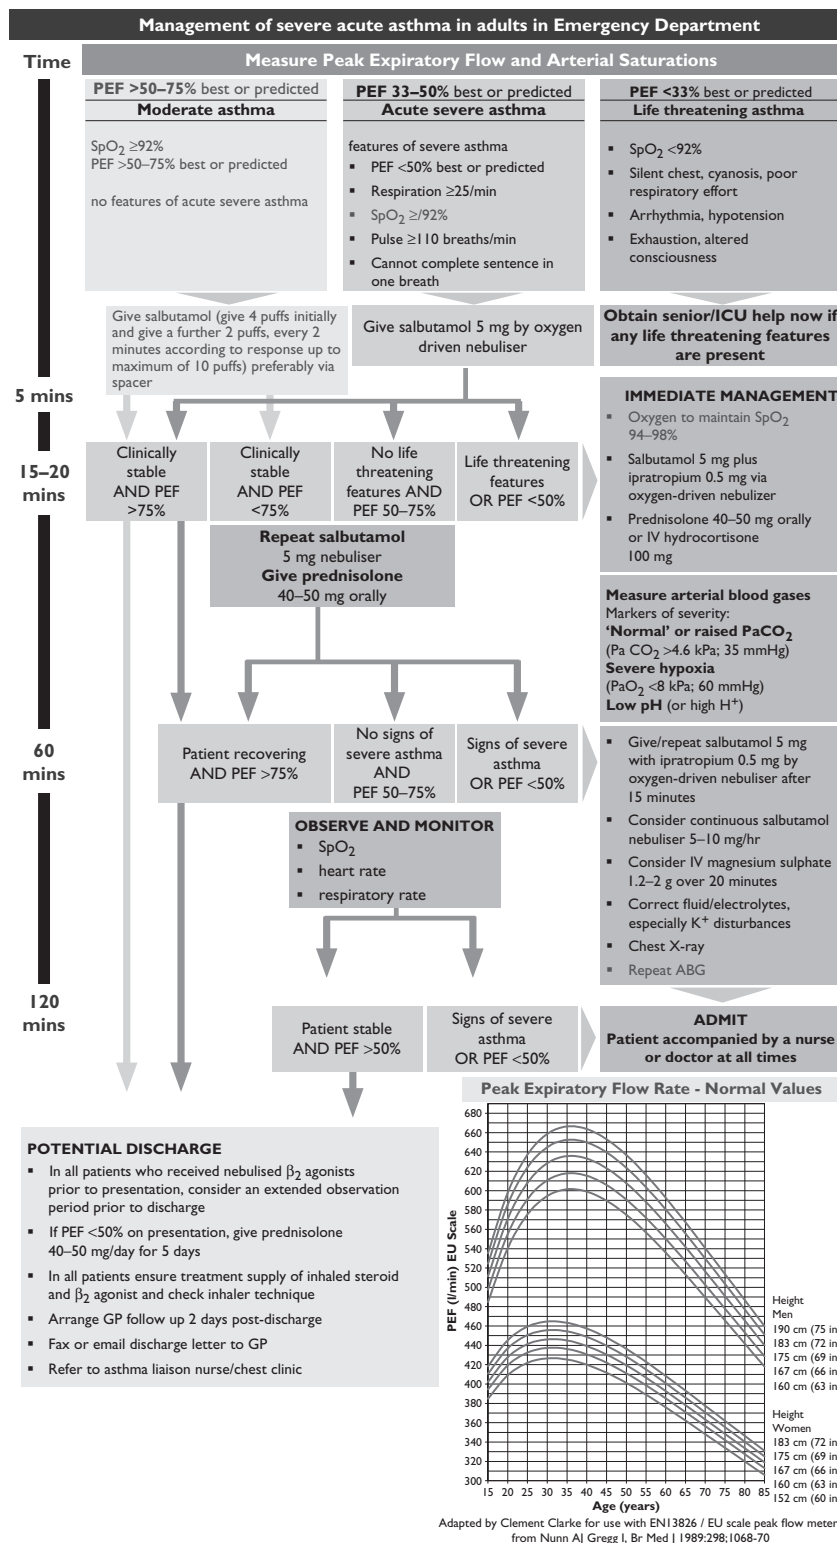 Management of severe acute asthma in adults in Emergency Department
Time
Measure Peak Expiratory Flow and Arterial Saturations
PEF >50–75% best or predicted
Moderate asthma
SpO2 ≥92%
PEF >50–75% best or predicted
no features of acute severe asthma
PEF 33–50% best or predicted
Acute severe asthma
features of severe asthma
▪ PEF <50% best or predicted
▪ Respiration ≥25/min
▪ SpO2 ≥/92%
▪ Pulse ≥110 breaths/min
▪ Cannot complete sentence in
one breath
PEF <33% best or predicted
Life threatening asthma
▪ SpO2 <92%
▪ Silent chest, cyanosis, poor
respiratory effort
▪ Arrhythmia, hypotension
▪ Exhaustion, altered
consciousness
Give salbutamol (give 4 puffs initially
and give a further 2 puffs, every 2
minutes according to response up to
maximum of 10 puffs) preferably via
spacer
Give salbutamol 5 mg by oxygen
driven nebuliser
Obtain senior/ICU help now if
any life threatening features
are present
5 mins
IMMEDIATE MANAGEMENT
▪ Oxygen to maintain SpO2
94–98%
▪ Salbutamol 5 mg plus
ipratropium 0.5 mg via
oxygen-driven nebulizer
▪ Prednisolone 40–50 mg orally
or IV hydrocortisone
100 mg
15–20
mins
Clinically
stable
AND PEF
>75%
Clinically
stable
AND PEF
<75%
No life
threatening
features AND
PEF 50–75%
Life threatening
features
OR PEF <50%
Repeat salbutamol
5 mg nebuliser
Give prednisolone
40–50 mg orally
Measure arterial blood gases
Markers of severity:
‘Normal’ or raised PaCO2
(Pa CO2 >4.6 kPa; 35 mmHg)
Severe hypoxia
(PaO2 <8 kPa; 60 mmHg)
Low pH (or high H+)
60
mins
Patient recovering
AND PEF >75%
No signs of
severe asthma
AND
PEF 50–75%
Signs of severe
asthma
OR PEF <50%
▪ Give/repeat salbutamol 5 mg
with ipratropium 0.5 mg by
oxygen-driven nebuliser after
15 minutes
▪ Consider continuous salbutamol
nebuliser 5–10 mg/hr
▪ Consider IV magnesium sulphate
1.2–2 g over 20 minutes
▪ Correct fluid/electrolytes,
especially K+ disturbances
▪ Chest X-ray
▪ Repeat ABG
OBSERVE AND MONITOR
▪ SpO2
▪ heart rate
▪ respiratory rate
120
mins
Patient stable
AND PEF >50%
Signs of severe
asthma
OR PEF <50%
ADMIT
Patient accompanied by a nurse
or doctor at all times
POTENTIAL DISCHARGE
▪ In all patients who received nebulised β2 agonists
prior to presentation, consider an extended observation
period prior to discharge
▪ If PEF <50% on presentation, give prednisolone
40–50 mg/day for 5 days
▪ In all patients ensure treatment supply of inhaled steroid
and β2 agonist and check inhaler technique
▪ Arrange GP follow up 2 days post-discharge
▪ Fax or email discharge letter to GP
▪ Refer to asthma liaison nurse/chest clinic
Peak Expiratory Flow Rate - Normal Values
PEF (l/min) EU Scale
680
660
640
620
600
580
560
540
520
500
480
460
440
420
400
380
360
340
320
300
15 20 25 30 35 40 45 50 55 60 65 70 75 80 85
Age (years)
Height
Men
190 cm (75 in
183 cm (72 in
175 cm (69 in
167 cm (66 in
160 cm (63 in
Height
Women
183 cm (72 in
175 cm (69 in
167 cm (66 in
160 cm (63 in
152 cm (60 in
Adapted by Clement Clarke for use with EN13826 / EU scale peak flow meter
from Nunn AJ Gregg I, Br Med J 1989:298;1068-70